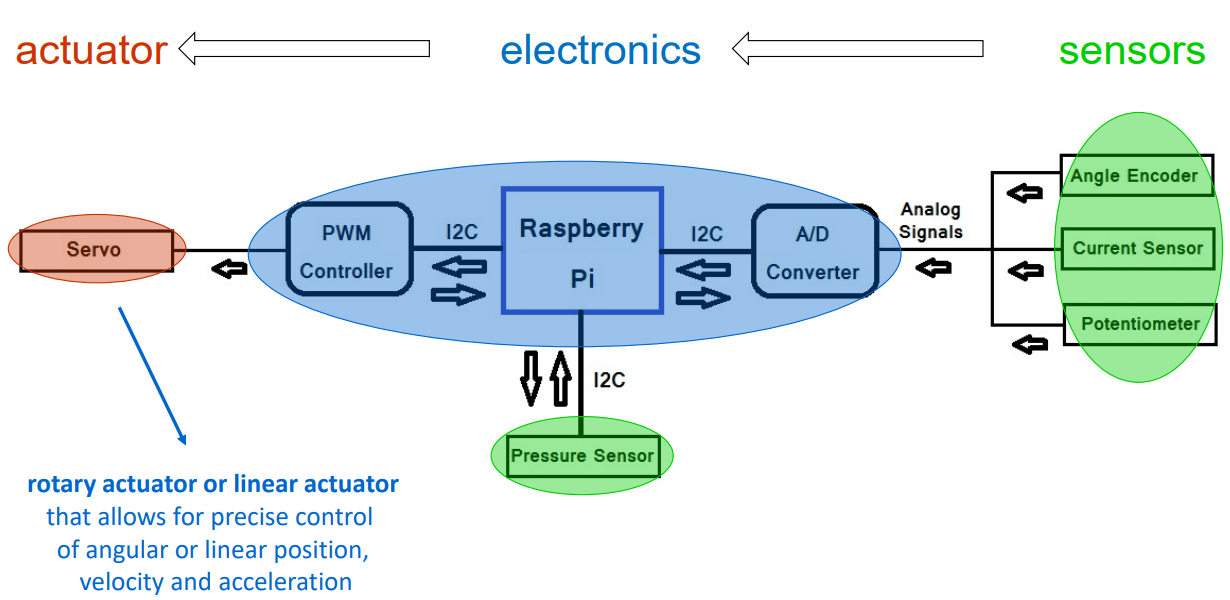 actuator
electronics
sensors
Angle Encoder
PWM
Controller
I2C
Raspberry
Pi
I2C
A/D
Converter
Analog
Signals
Servo
Current Sensor
Potentiometer
I2C
Pressure Sensor
rotary actuator or linear actuator
that allows for precise control
of angular or linear position,
velocity and acceleration